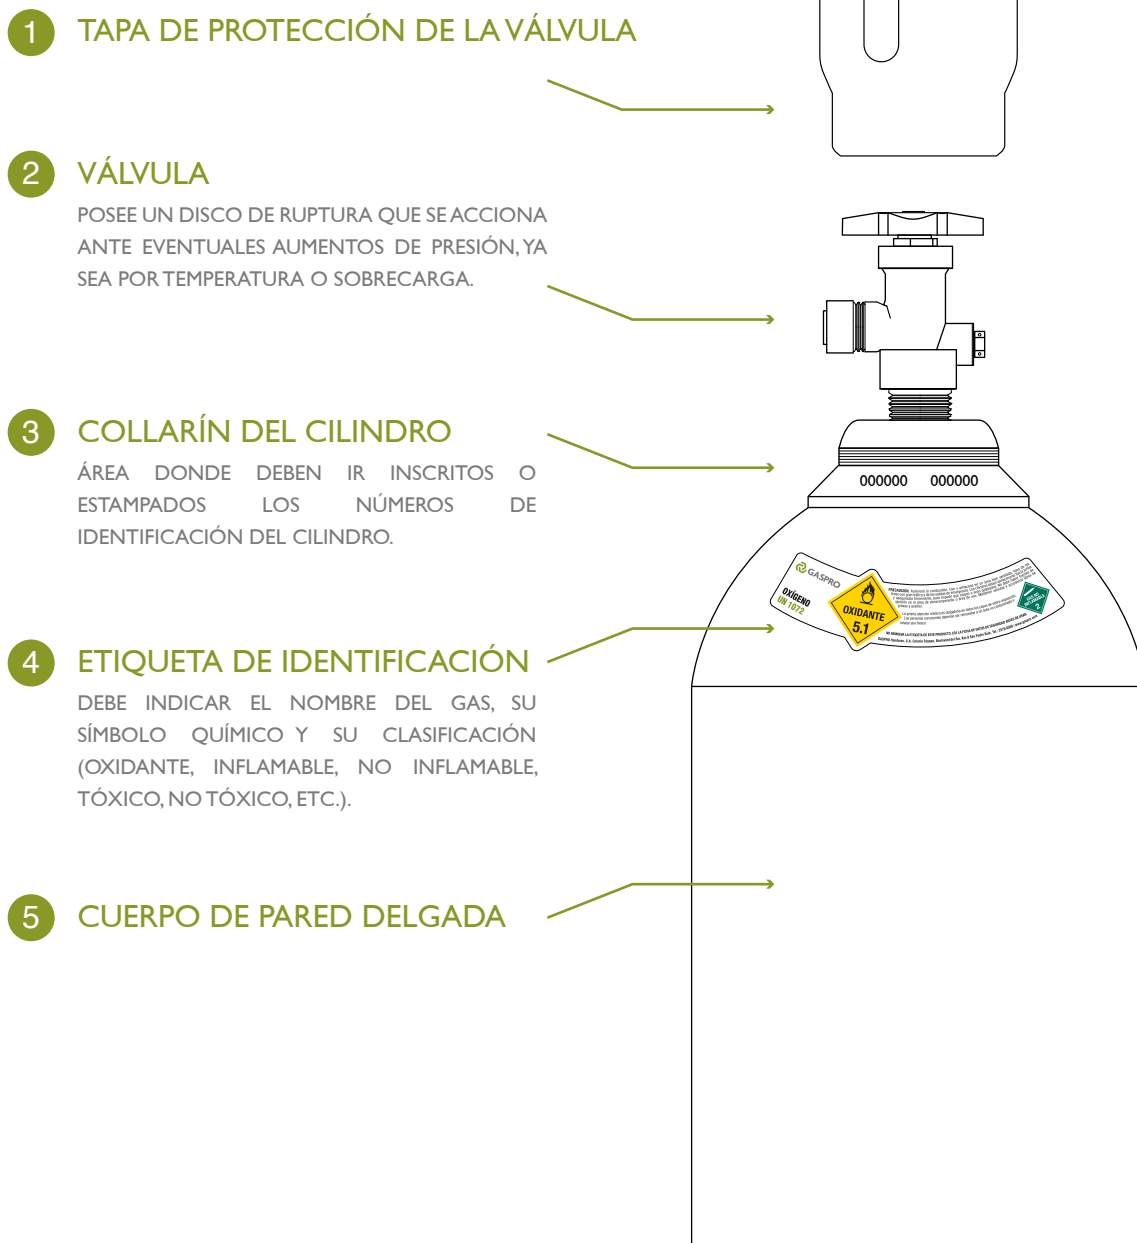 1 TAPA DE PROTECCIÓN DE LA VÁLVULA
2 VÁLVULA
POSEE UN DISCO DE RUPTURA QUE SE ACCIONA
ANTE EVENTUALES AUMENTOS DE PRESIÓN, YA
SEA POR TEMPERATURA O SOBRECARGA.
3 COLLARÍN DEL CILINDRO
ÁREA DONDE DEBEN IR INSCRITOS O
ESTAMPADOS LOS NÚMEROS DE
IDENTIFICACIÓN DEL CILINDRO.
4 ETIQUETA DE IDENTIFICACIÓN
DEBE INDICAR EL NOMBRE DEL GAS, SU
SÍMBOLO QUÍMICO Y SU CLASIFICACIÓN
(OXIDANTE, INFLAMABLE, NO INFLAMABLE,
TÓXICO, NO TÓXICO, ETC.).
5 CUERPO DE PARED DELGADA
000000 000000
GASPRO
OXÍGENO
UN 1072
OXIDANTE
5.1
PRECAUCIÓN:
2